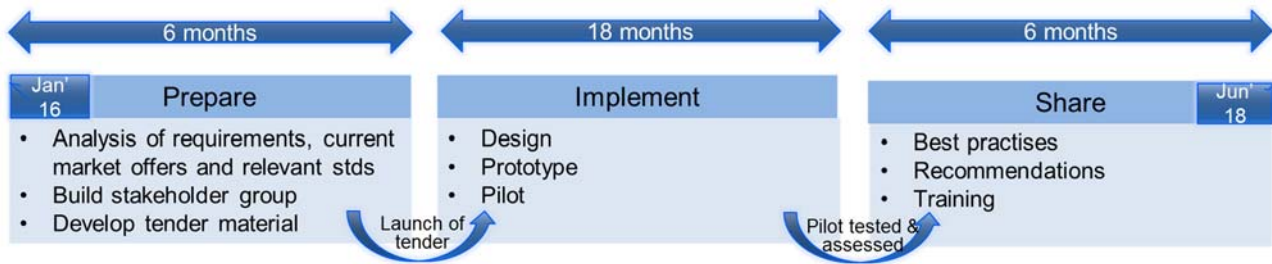 6 months
18 months
6 months
Jan'
16
Prepare
• Analysis of requirements, current
market offers and relevant stds
• Build stakeholder group
• Develop tender material
Launch of
tender
Implement
• Design
• Prototype
• Pilot
Pilot tested &
assessed
Share
Jun'
18
• Best practises
• Recommendations
• Training